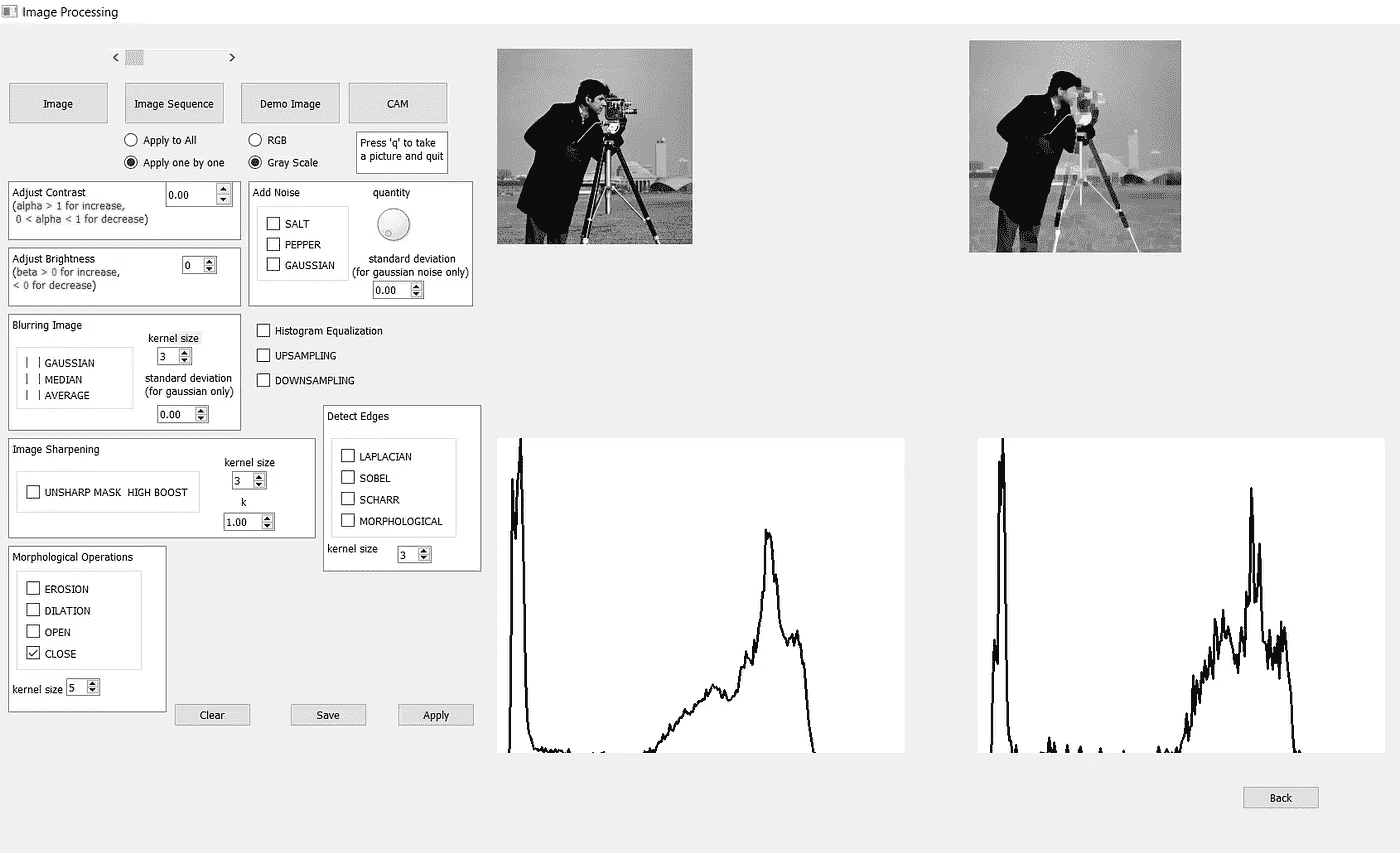 Image Processing
< >
Image
Image Sequence
Demo Image
CAM
Apply to All
Apply one by one
RGB
Gray Scale
Press 'q' to take
a picture and quit
Adjust Contrast
(alpha > 1 for increase,
0 < alpha < 1 for decrease)
0.00
Add Noise
quantity
SALT
PEPPER
GAUSSIAN
standard deviation
(for gaussian noise only)
0.00
Adjust Brightness
(beta > 0 for increase,
< 0 for decrease)
0
Blurring Image
kernel size
3
GAUSSIAN
MEDIAN
AVERAGE
standard deviation
(for gaussian only)
0.00
Histogram Equalization
UPSAMPLING
DOWNSAMPLING
Image Sharpening
UNSHARP MASK HIGH BOOST
kernel size
3
k
1.00
Detect Edges
LAPLACIAN
SOBEL
SCHARR
MORPHOLOGICAL
kernel size 3
Morphological Operations
EROSION
DILATION
OPEN
CLOSE
kernel size 5
Clear
Save
Apply
Back